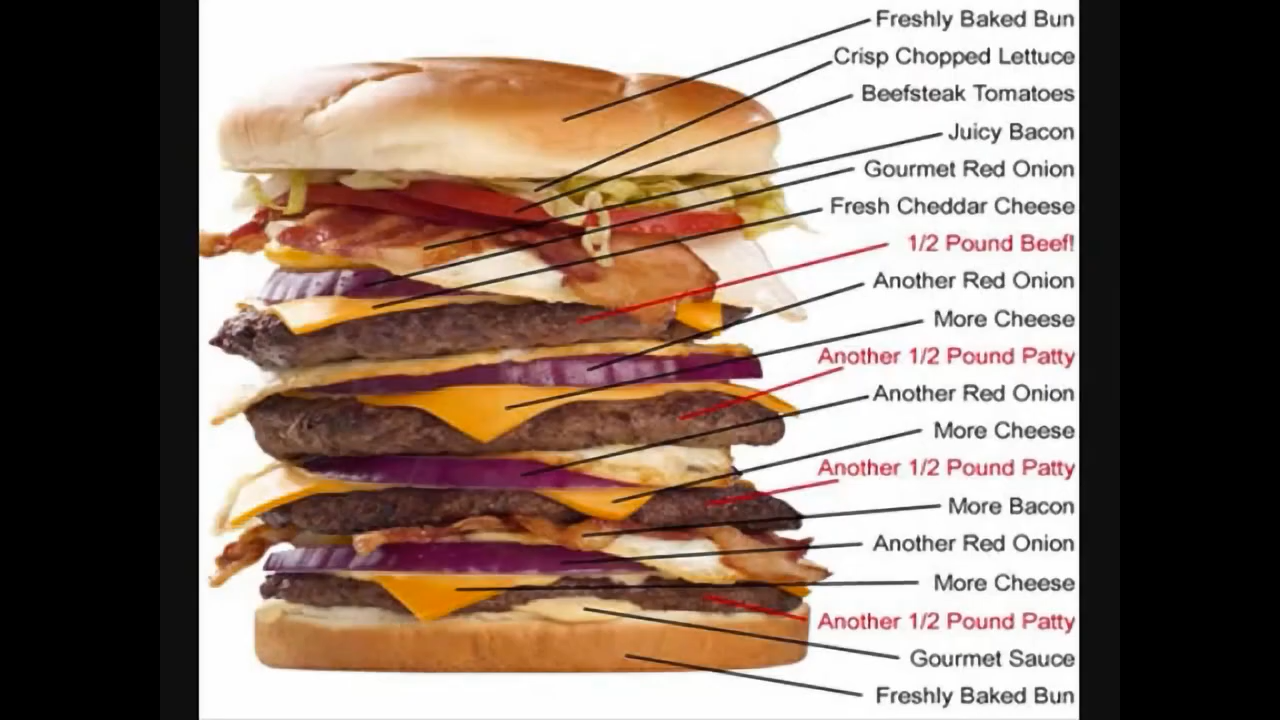 Freshly Baked Bun
Crisp Chopped Lettuce
Beefsteak Tomatoes
Juicy Bacon
Gourmet Red Onion
Fresh Cheddar Cheese
1/2 Pound Beef!
Another Red Onion
More Cheese
Another 1/2 Pound Patty
Another Red Onion
More Cheese
Another 1/2 Pound Patty
More Bacon
Another Red Onion
More Cheese
Another 1/2 Pound Patty
Gourmet Sauce
Freshly Baked Bun